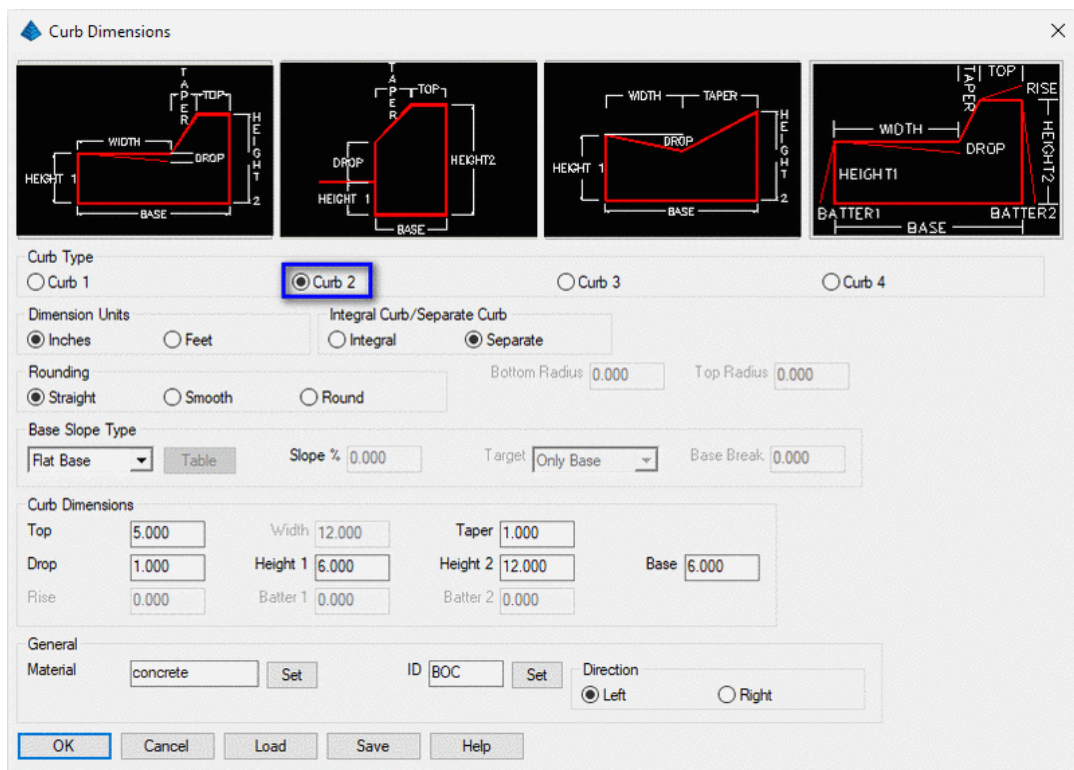 Curb Dimensions
TAPER TOP WIDTH DROP HEIGHT 1 HEIGHT 2 BASE
TAPER TOP DROP HEIGHT 1 HEIGHT2 BASE
WIDTH TAPER DROP HEIGHT 1 HEIGHT 2 BASE
TAPER TOP RISE WIDTH DROP HEIGHT1 HEIGHT2 BATTER1 BATTER2 BASE
Curb Type
Curb 1 Curb 2 Curb 3 Curb 4
Dimension Units Integral Curb/Separate Curb
Inches Feet Integral Separate
Rounding Bottom Radius 0.000 Top Radius 0.000
Straight Smooth Round
Base Slope Type
Flat Base Table Slope % 0.000 Target Only Base Base Break 0.000
Curb Dimensions
Top 5.000 Width 12.000 Taper 1.000
Drop 1.000 Height 1 6.000 Height 2 12.000 Base 6.000
Rise 0.000 Batter 1 0.000 Batter 2 0.000
General
Material concrete Set ID BOC Set Direction
Left Right
OK Cancel Load Save Help